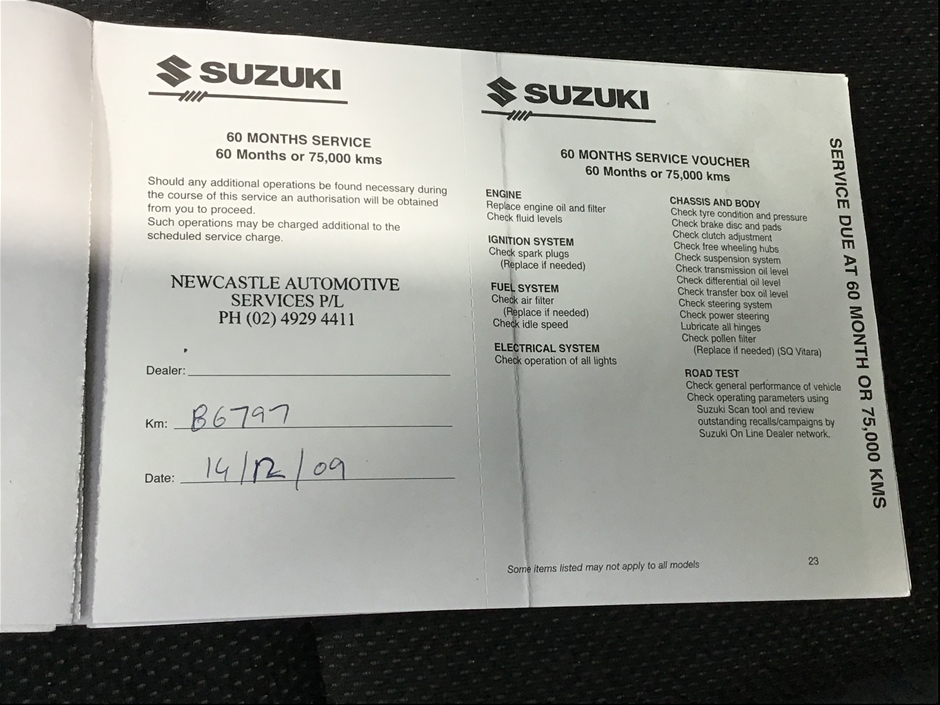 SUZUKI
60 MONTHS SERVICE
60 Months or 75,000 kms
Should any additional operations be found necessary during
the course of this service an authorisation will be obtained
from you to proceed.
Such operations may be charged additional to the
scheduled service charge.
NEWCASTLE AUTOMOTIVE
SERVICES P/L
PH (02) 4929 4411
Dealer:
Km: 86797
Date: 14/12/09
SUZUKI
60 MONTHS SERVICE VOUCHER
60 Months or 75,000 kms
ENGINE
Replace engine oil and filter
Check fluid levels
IGNITION SYSTEM
Check spark plugs
(Replace if needed)
FUEL SYSTEM
Check air filter
(Replace if needed)
Check idle speed
ELECTRICAL SYSTEM
Check operation of all lights
CHASSIS AND BODY
Check tyre condition and pressure
Check brake disc and pads
Check clutch adjustment
Check free wheeling hubs
Check suspension system
Check transmission oil level
Check differential oil level
Check transfer box oil level
Check steering system
Check power steering
Lubricate all hinges
Check pollen filter
(Replace if needed) (SQ Vitara)
ROAD TEST
Check general performance of vehicle
Check operating parameters using
Suzuki Scan tool and review
outstanding recalls/campaigns by
Suzuki On Line Dealer network.
Some items listed may not apply to all models
23
SERVICE DUE AT 60 MONTH OR 75,000 KMS